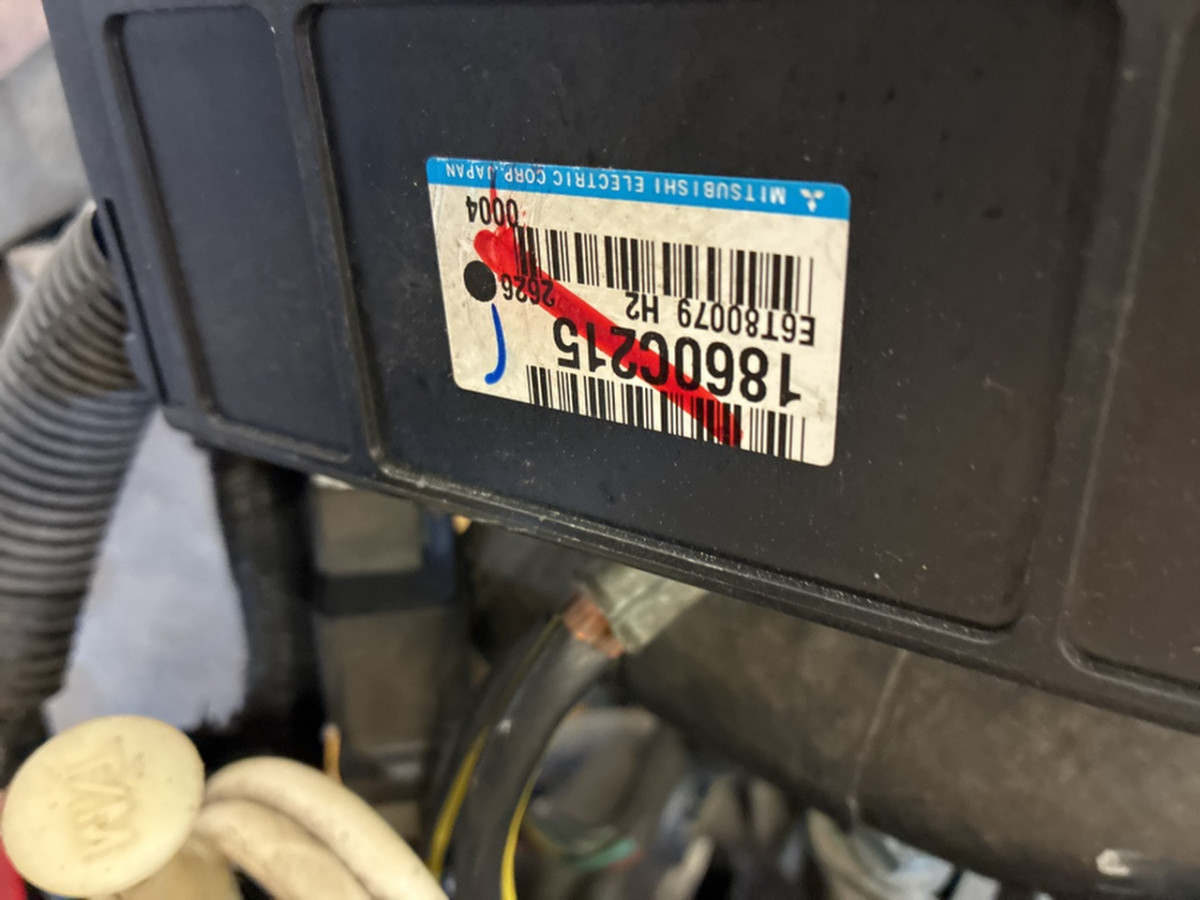 1860C215
E6T80079 H2 2626
0004
MITSUBISHI ELECTRIC CORP. JAPAN